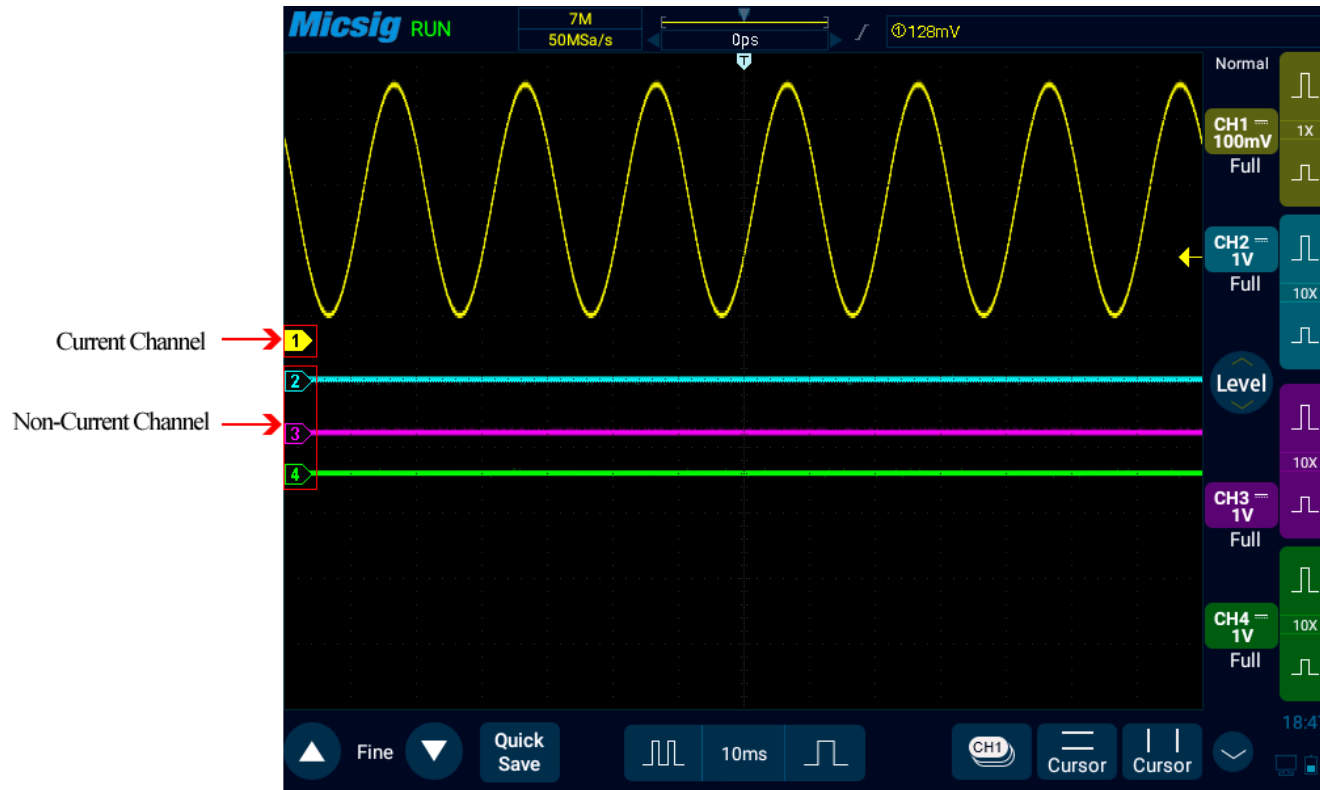 Micsig RUN
7M
50MSa/s
0ps
①128mV
T
Normal
CH1
100mV
Full
1X
CH2
1V
Full
10X
Current Channel
1
2
Non-Current Channel
3
4
Level
10X
CH3
1V
Full
CH4
1V
Full
10X
Fine
Quick
Save
10ms
CH1
Cursor
Cursor